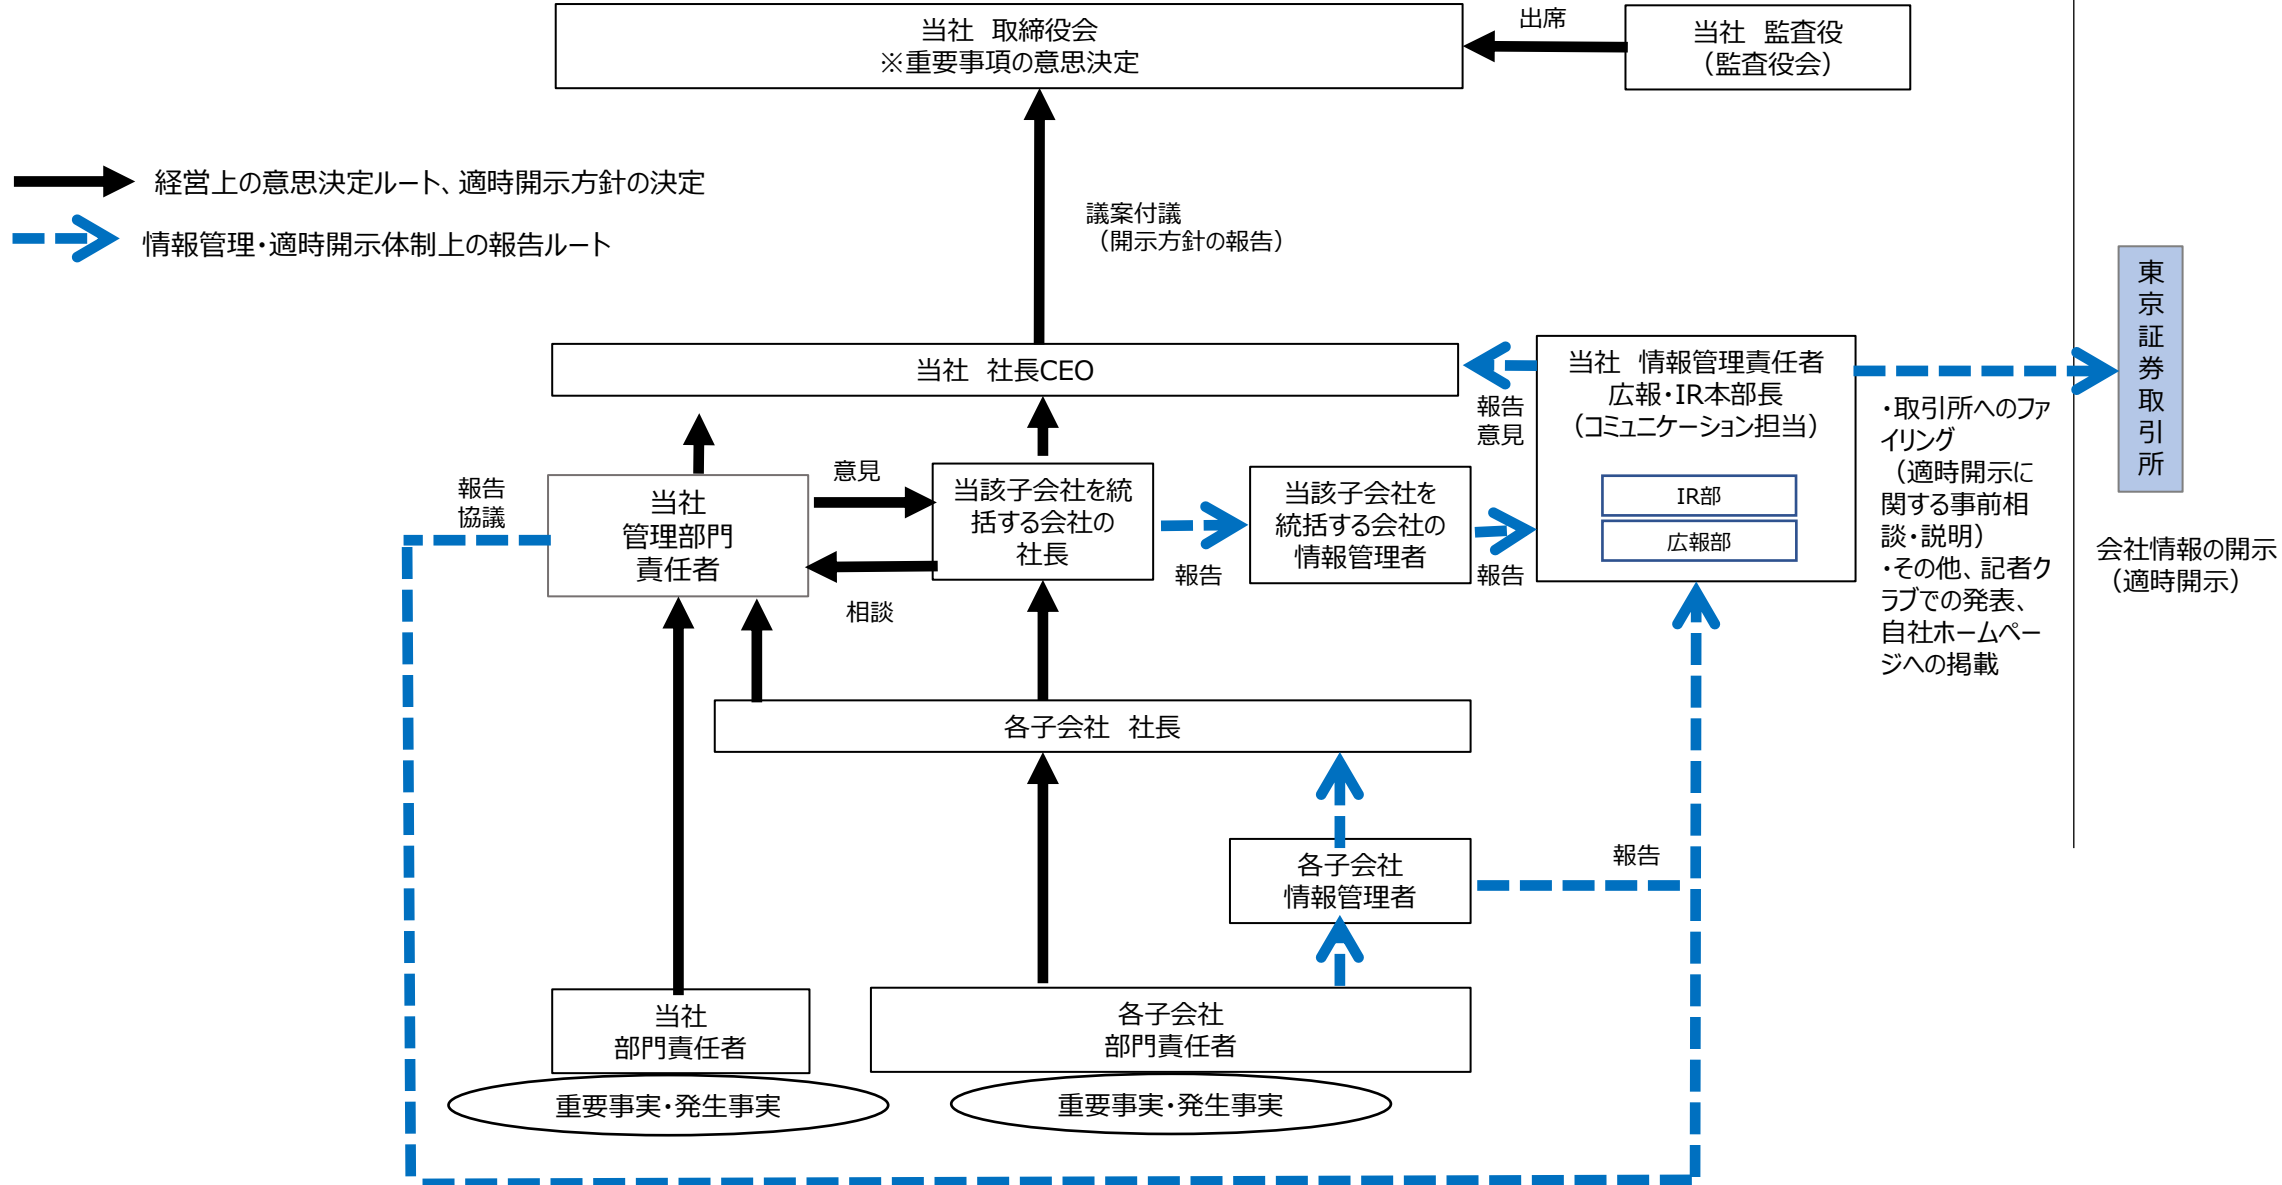 当社　取締役会
※重要事項の意思決定
出席
当社　監査役
（監査役会）
経営上の意思決定ルート、適時開示方針の決定
情報管理・適時開示体制上の報告ルート
議案付議
（開示方針の報告）
当社　社長CEO
報告
意見
当社　情報管理責任者
広報・IR本部長
（コミュニケーション担当）
IR部
広報部
・取引所へのファ
イリング
（適時開示に
関する事前相
談・説明）
・その他、記者ク
ラブでの発表、
自社ホームペー
ジへの掲載
東
京
証
券
取
引
所
会社情報の開示
（適時開示）
報告
協議
当社
管理部門
責任者
意見
相談
当該子会社を統
括する会社の
社長
報告
当該子会社を
統括する会社の
情報管理者
報告
各子会社　社長
各子会社
情報管理者
報告
当社
部門責任者
各子会社
部門責任者
重要事実・発生事実
重要事実・発生事実